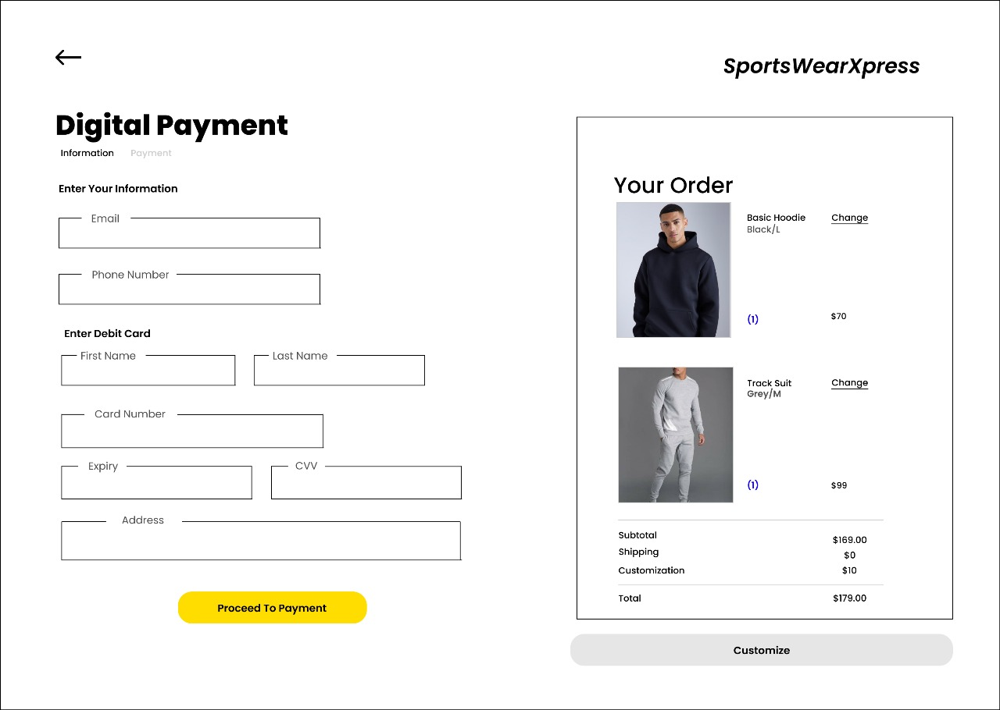 SportsWearXpress
Digital Payment
Information Payment
Enter Your Information
Email
Phone Number
Enter Debit Card
First Name Last Name
Card Number
Expiry CVV
Address
Proceed To Payment
Your Order
Basic Hoodie Change
Black/L
(1) $70
Track Suit Change
Grey/M
(1) $99
Subtotal $169.00
Shipping $0
Customization $10
Total $179.00
Customize